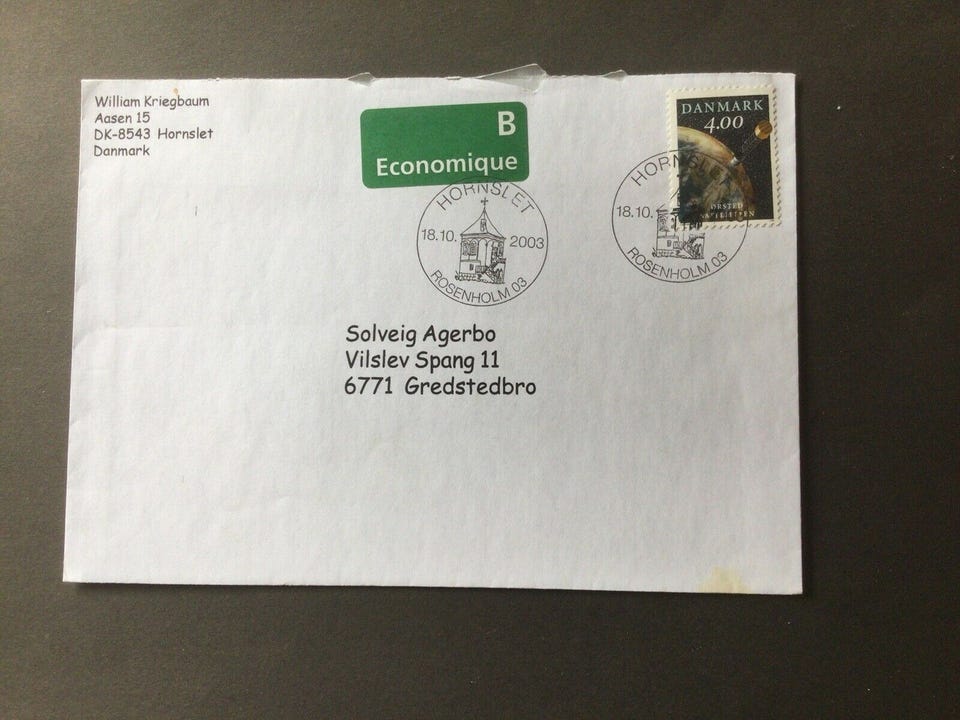 William Kriegbaum
Aasen 15
DK-8543 Hornslet
Danmark
B
Economique
DANMARK
4.00
ØRSTED
HORNSLET
18.10. 2003
ROSENHOLM 03
HORNSLET
18.10.
ROSENHOLM 03
Solveig Agerbo
Vilslev Spang 11
6771 Gredstedbro